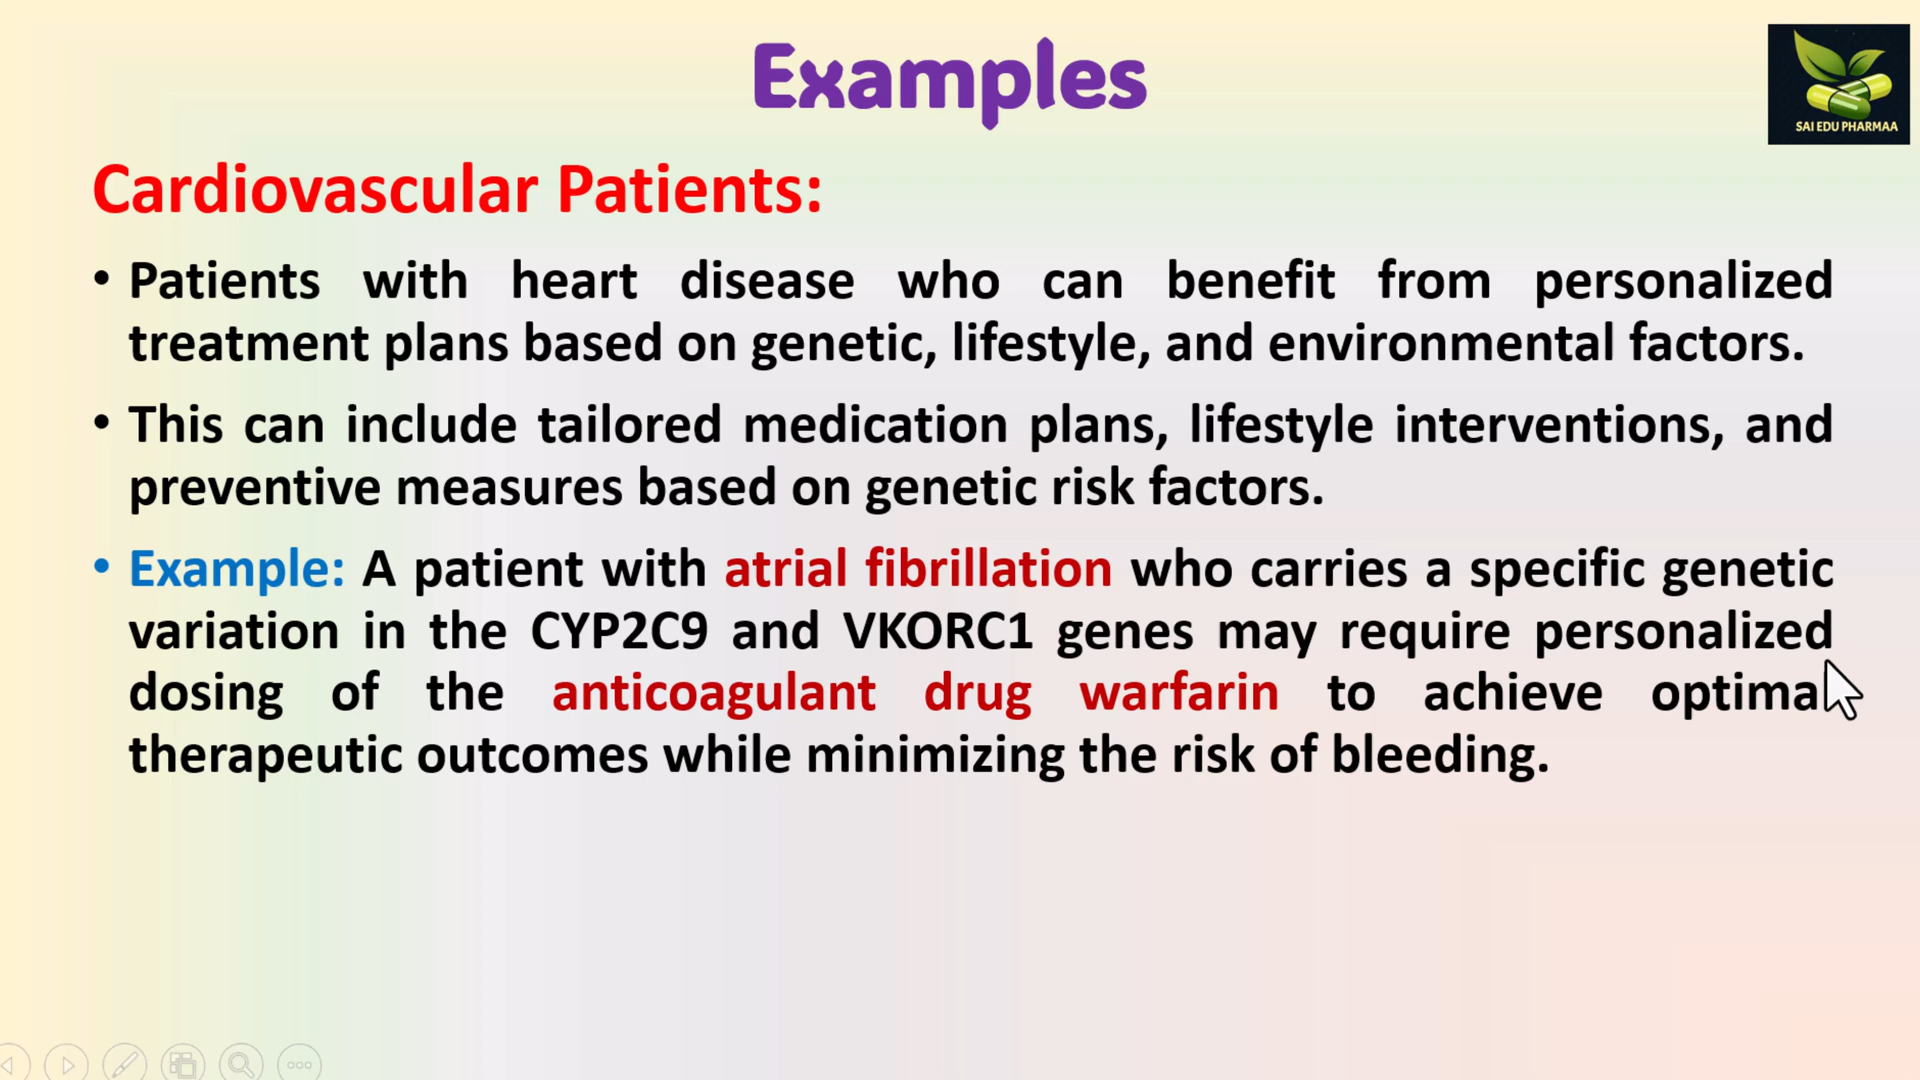 Examples
SAI EDU PHARMAA
Cardiovascular Patients:
• Patients with heart disease who can benefit from personalized
treatment plans based on genetic, lifestyle, and environmental factors.
• This can include tailored medication plans, lifestyle interventions, and
preventive measures based on genetic risk factors.
• Example: A patient with atrial fibrillation who carries a specific genetic
variation in the CYP2C9 and VKORC1 genes may require personalized
dosing of the anticoagulant drug warfarin to achieve optimal
therapeutic outcomes while minimizing the risk of bleeding.